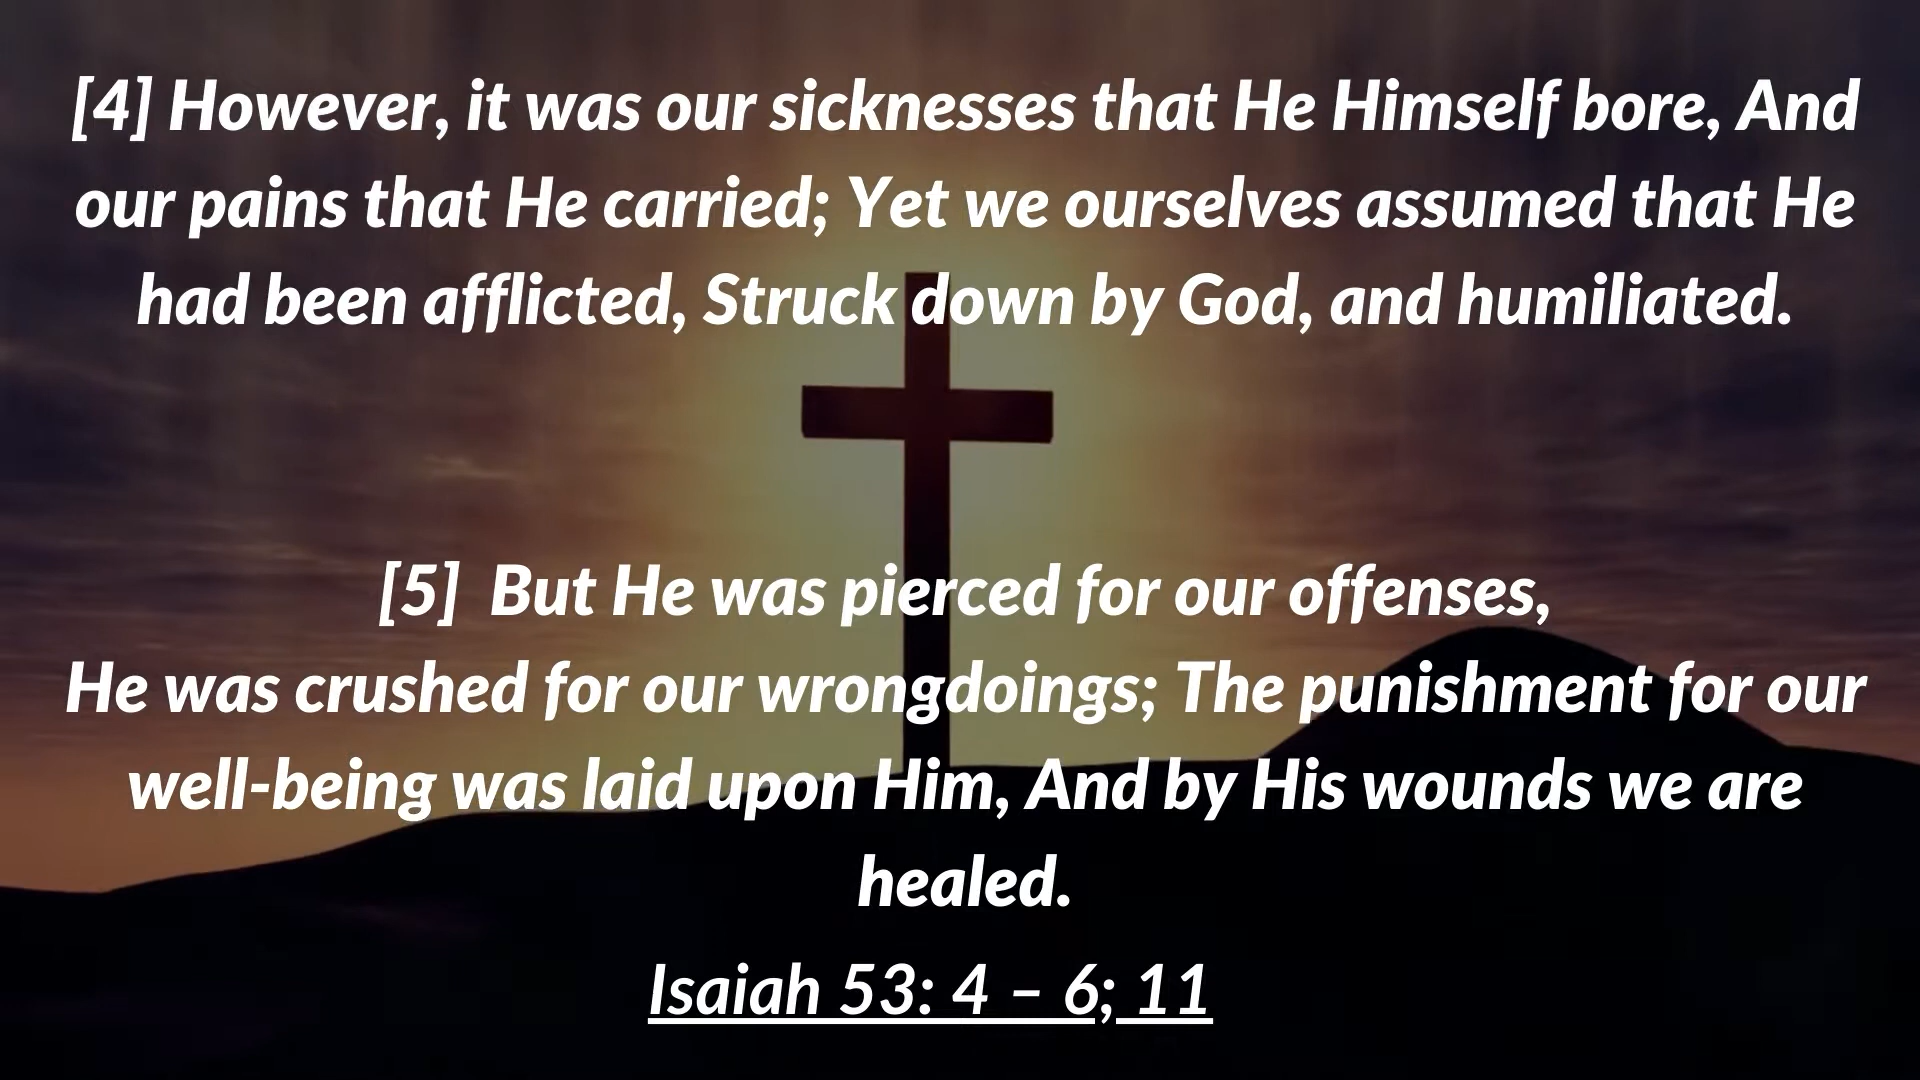 [4] However, it was our sicknesses that He Himself bore, And
our pains that He carried; Yet we ourselves assumed that He
had been afflicted, Struck down by God, and humiliated.
[5]  But He was pierced for our offenses,
He was crushed for our wrongdoings; The punishment for our
well-being was laid upon Him, And by His wounds we are
healed.
Isaiah 53: 4 – 6; 11